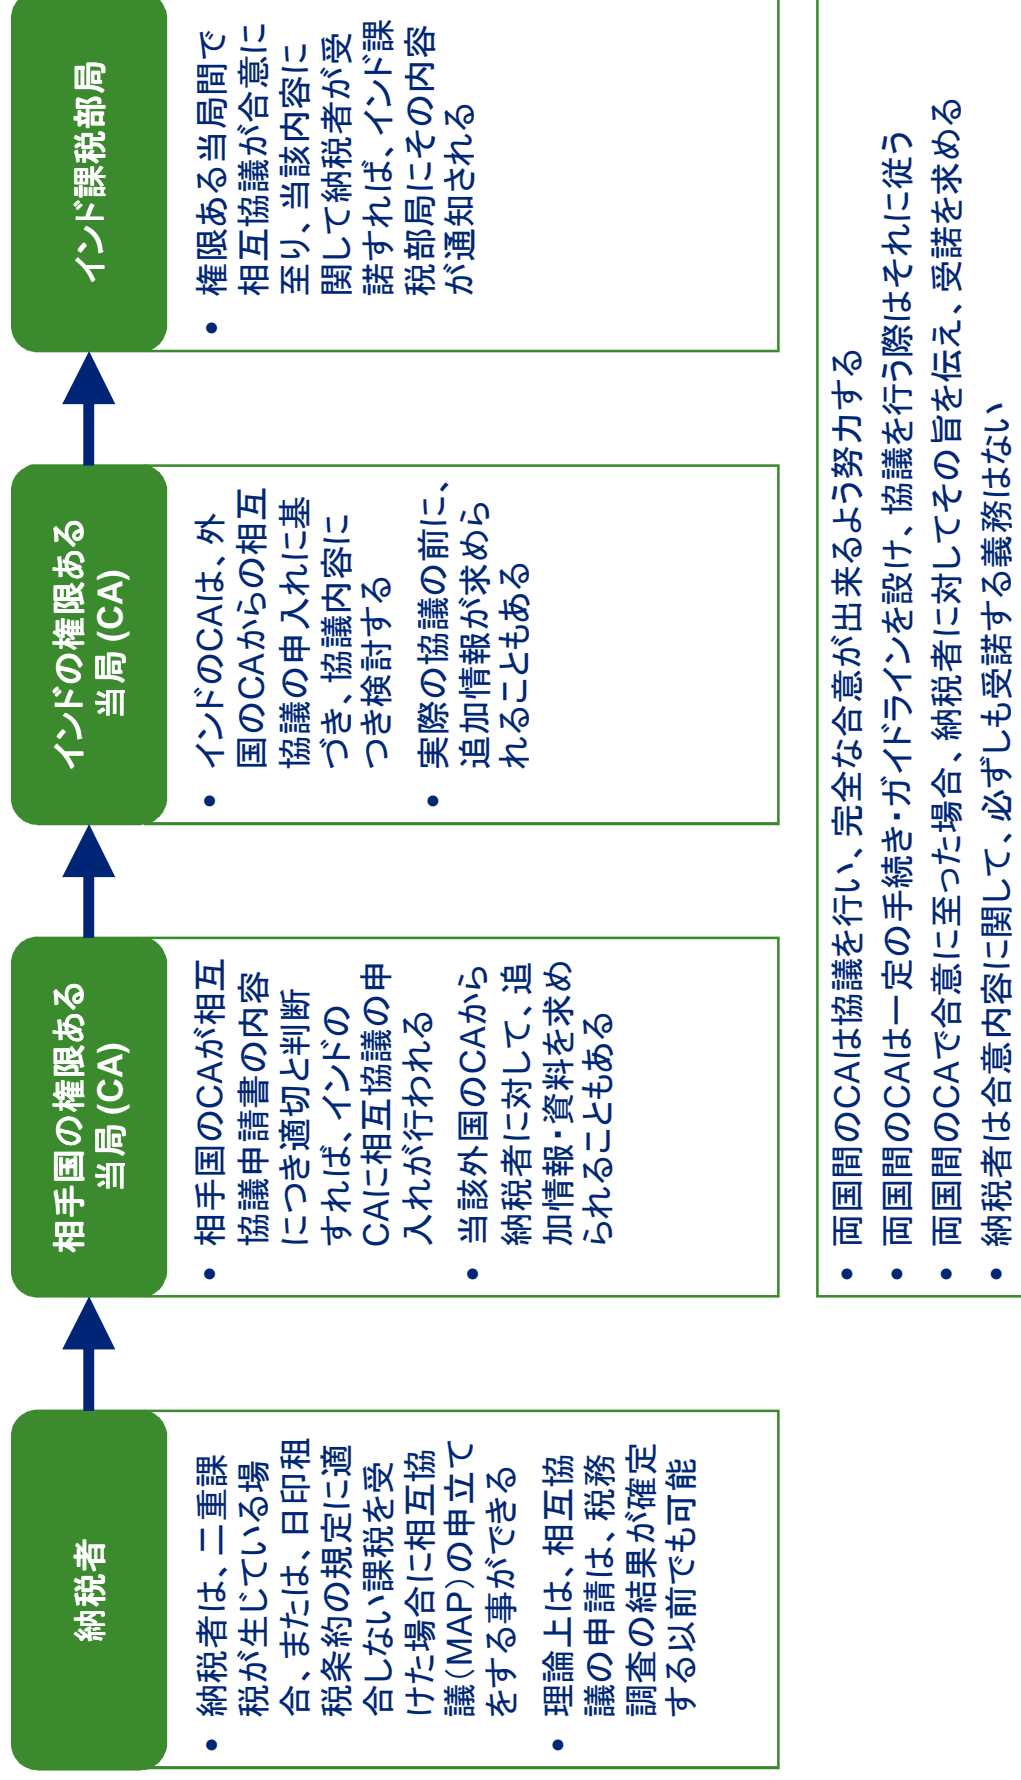 納税者
• 納税者は、二重課
税が生じている場
合、または、日印租
税条約の規定に適
合しない課税を受
けた場合に相互協
議(MAP)の申立て
をする事ができる
• 理論上は、相互協
議の申請は、税務
調査の結果が確定
する以前でも可能
相手国の権限ある
当局 (CA)
• 相手国のCAが相互
協議申請書の内容
につき適切と判断
すれば、インドの
CAに相互協議の申
入れが行われる
• 当該外国のCAから
納税者に対して、追
加情報・資料を求め
られることもある
インドの権限ある
当局 (CA)
• インドのCAは、外
国のCAからの相互
協議の申入れに基
づき、協議内容に
つき検討する
• 実際の協議の前に、
追加情報が求めら
れることもある
インド課税部局
• 権限ある当局間で
相互協議が合意に
至り、当該内容に
関して納税者が受
諾すれば、インド課
税部局にその内容
が通知される
• 両国間のCAは協議を行い、完全な合意が出来るよう努力する
• 両国間のCAは一定の手続き・ガイドラインを設け、協議を行う際はそれに従う
• 両国間のCAで合意に至った場合、納税者に対してその旨を伝え、受諾を求める
• 納税者は合意内容に関して、必ずしも受諾する義務はない